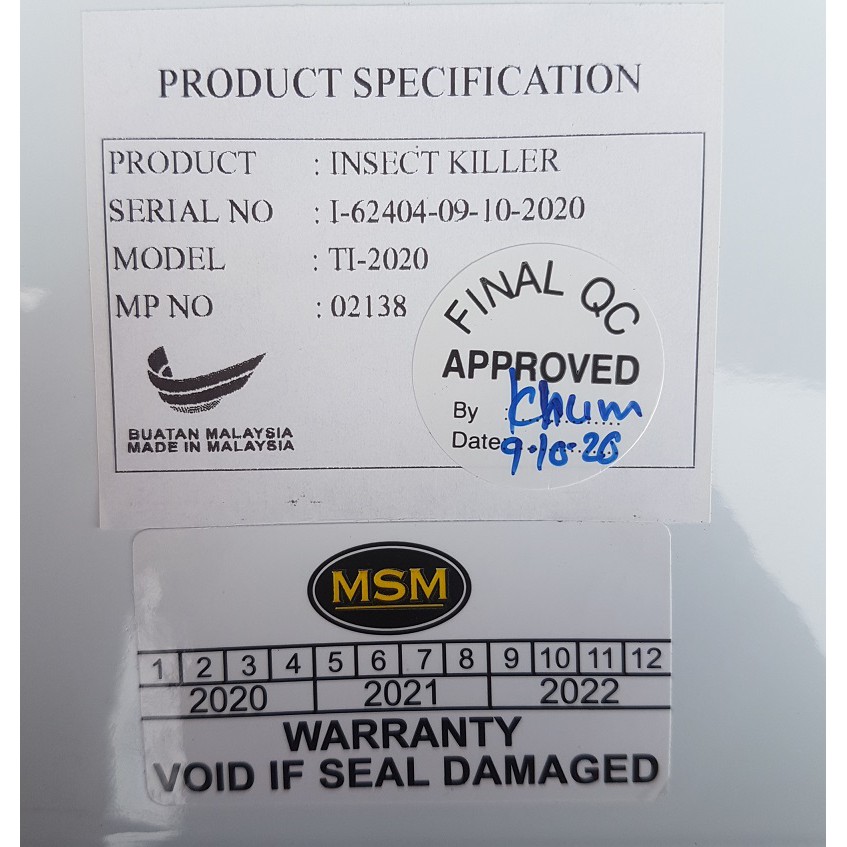 PRODUCT SPECIFICATION
PRODUCT : INSECT KILLER
SERIAL NO : I-62404-09-10-2020
MODEL : TI-2020
MP NO : 02138
BUATAN MALAYSIA
MADE IN MALAYSIA
FINAL QC
APPROVED
By : Khum
Date 9.10.20
MSM
1 2 3 4 5 6 7 8 9 10 11 12
2020 2021 2022
WARRANTY
VOID IF SEAL DAMAGED